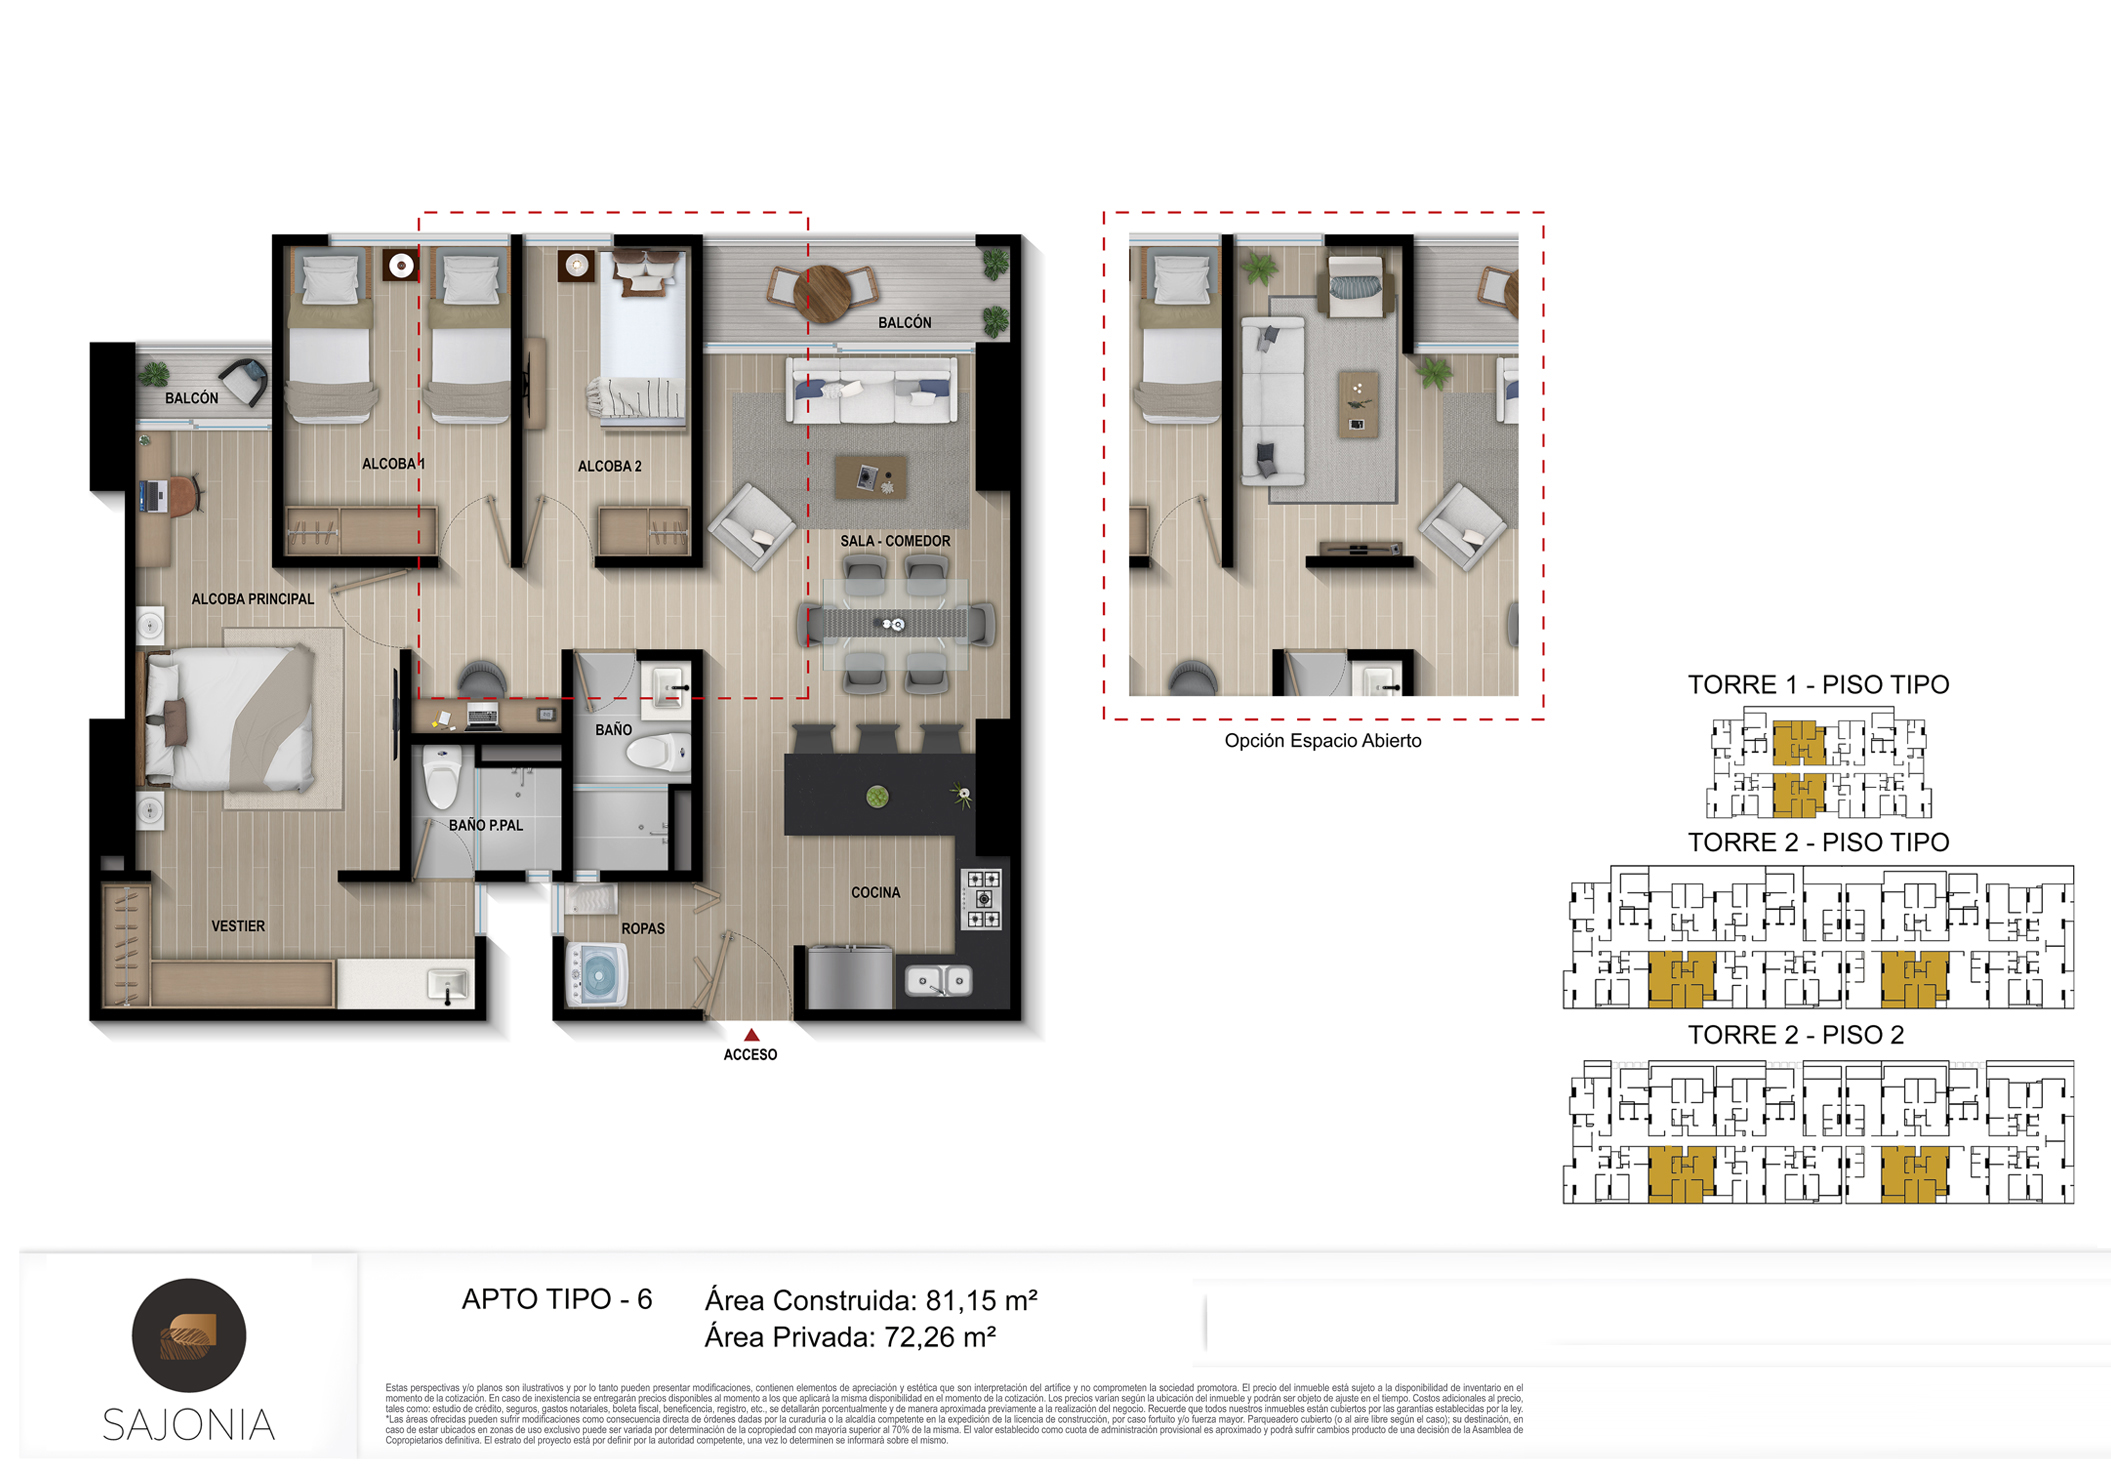 BALCÓN
BALCÓN
ALCOBA 1
ALCOBA 2
SALA - COMEDOR
ALCOBA PRINCIPAL
BAÑO
BAÑO P.PAL
COCINA
VESTIER
ROPAS
ACCESO
Opción Espacio Abierto
TORRE 1 - PISO TIPO
TORRE 2 - PISO TIPO
TORRE 2 - PISO 2
SAJONIA
APTO TIPO - 6
Área Construida: 81,15 m²
Área Privada: 72,26 m²
Estas perspectivas y/o planos son ilustrativos y por lo tanto pueden presentar modificaciones, contienen elementos de apreciación y estética que son interpretación del artífice y no comprometen la sociedad promotora. El precio del inmueble está sujeto a la disponibilidad de inventario en el
momento de la cotización. En caso de inexistencia se entregarán precios disponibles al momento a los que aplicará la misma disponibilidad en el momento de la cotización. Los precios varían según la ubicación del inmueble y podrán ser objeto de ajuste en el tiempo. Costos adicionales al precio,
tales como: estudio de crédito, seguros, gastos notariales, boleta fiscal, beneficencia, registro, etc., se detallarán porcentualmente y de manera aproximada previamente a la realización del negocio. Recuerde que todos nuestros inmuebles están cubiertos por las garantías establecidas por la ley.
*Las áreas ofrecidas pueden sufrir modificaciones como consecuencia directa de órdenes dadas por la curaduría o la alcaldía competente en la expedición de la licencia de construcción, por caso fortuito y/o fuerza mayor. Parqueadero cubierto (o al aire libre según el caso); su destinación, en
caso de estar ubicados en zonas de uso exclusivo puede ser variada por determinación de la copropiedad con mayoría superior al 70% de la misma. El valor establecido como cuota de administración provisional es aproximado y podrá sufrir cambios producto de una decisión de la Asamblea de
Copropietarios definitiva. El estrato del proyecto está por definir por la autoridad competente, una vez lo determinen se informará sobre el mismo.